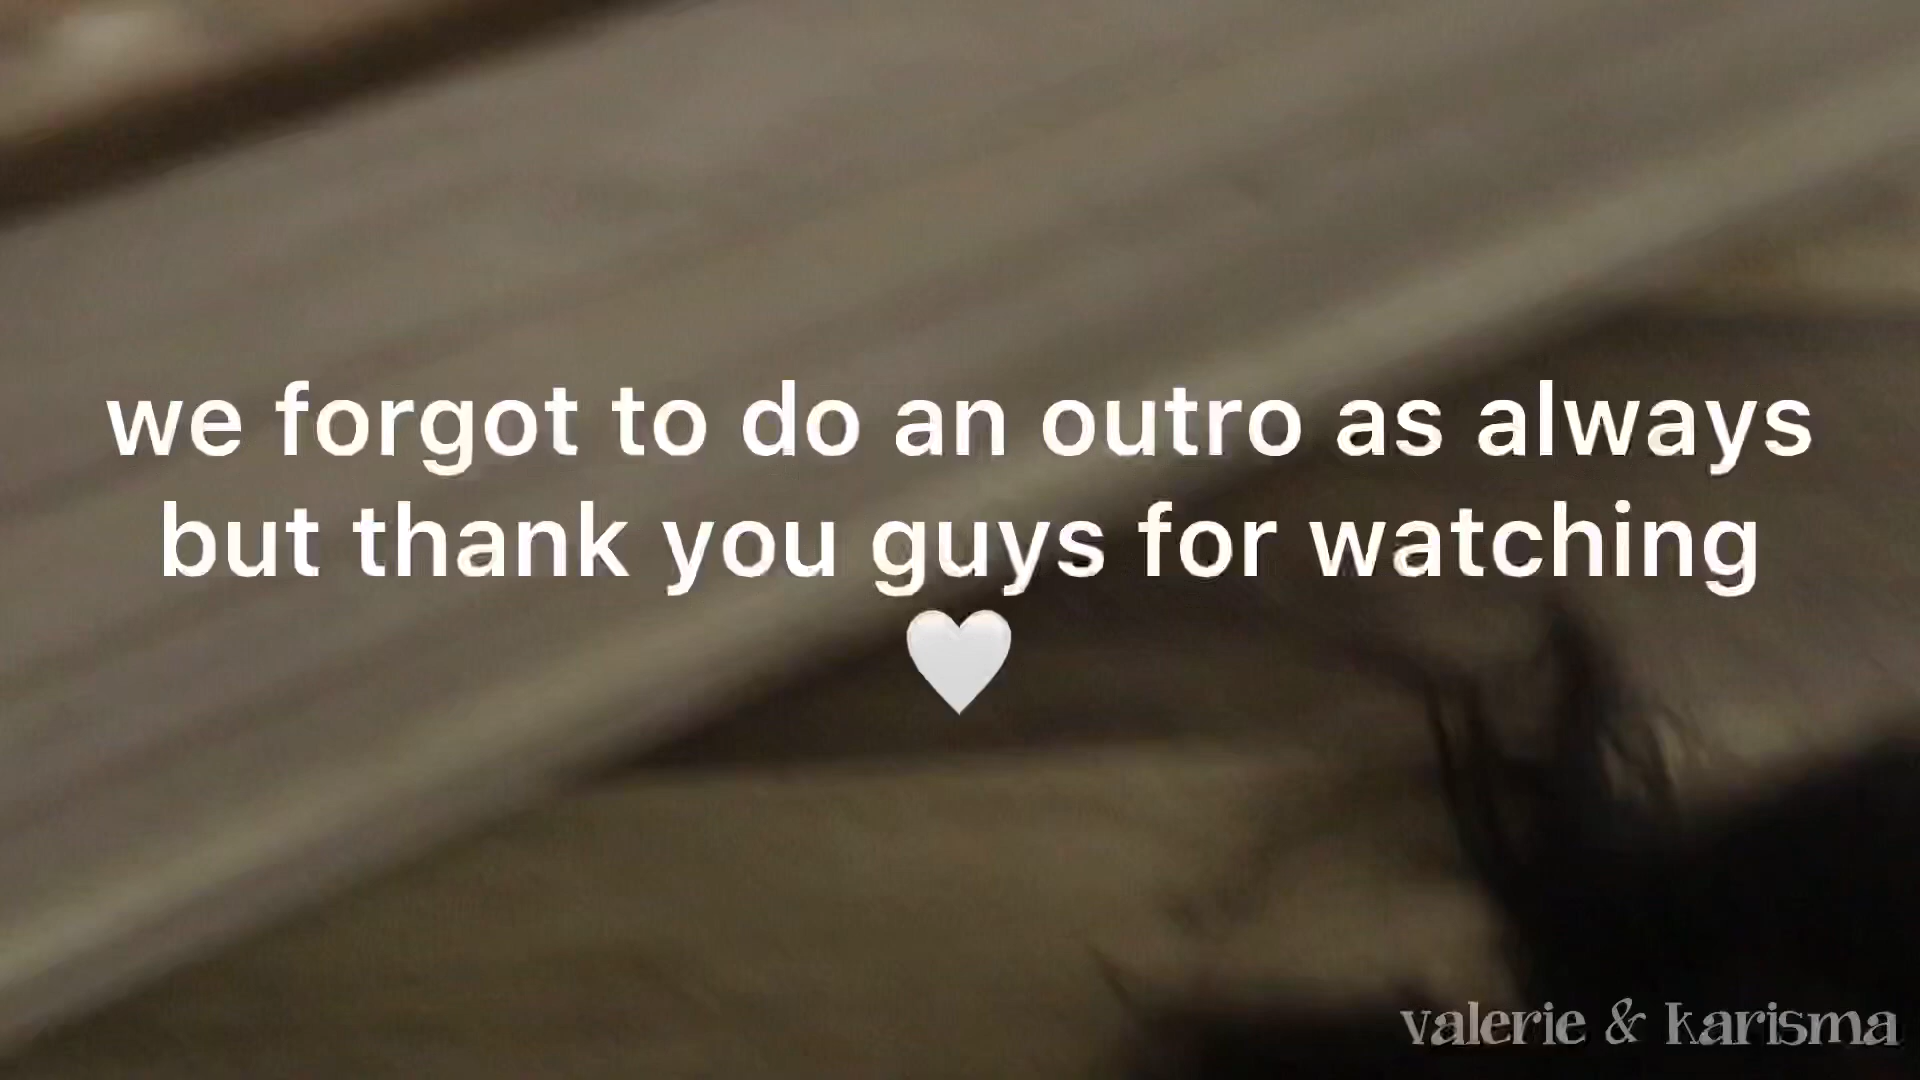 we forgot to do an outro as always
but thank you guys for watching
🤍
valerie & karisma